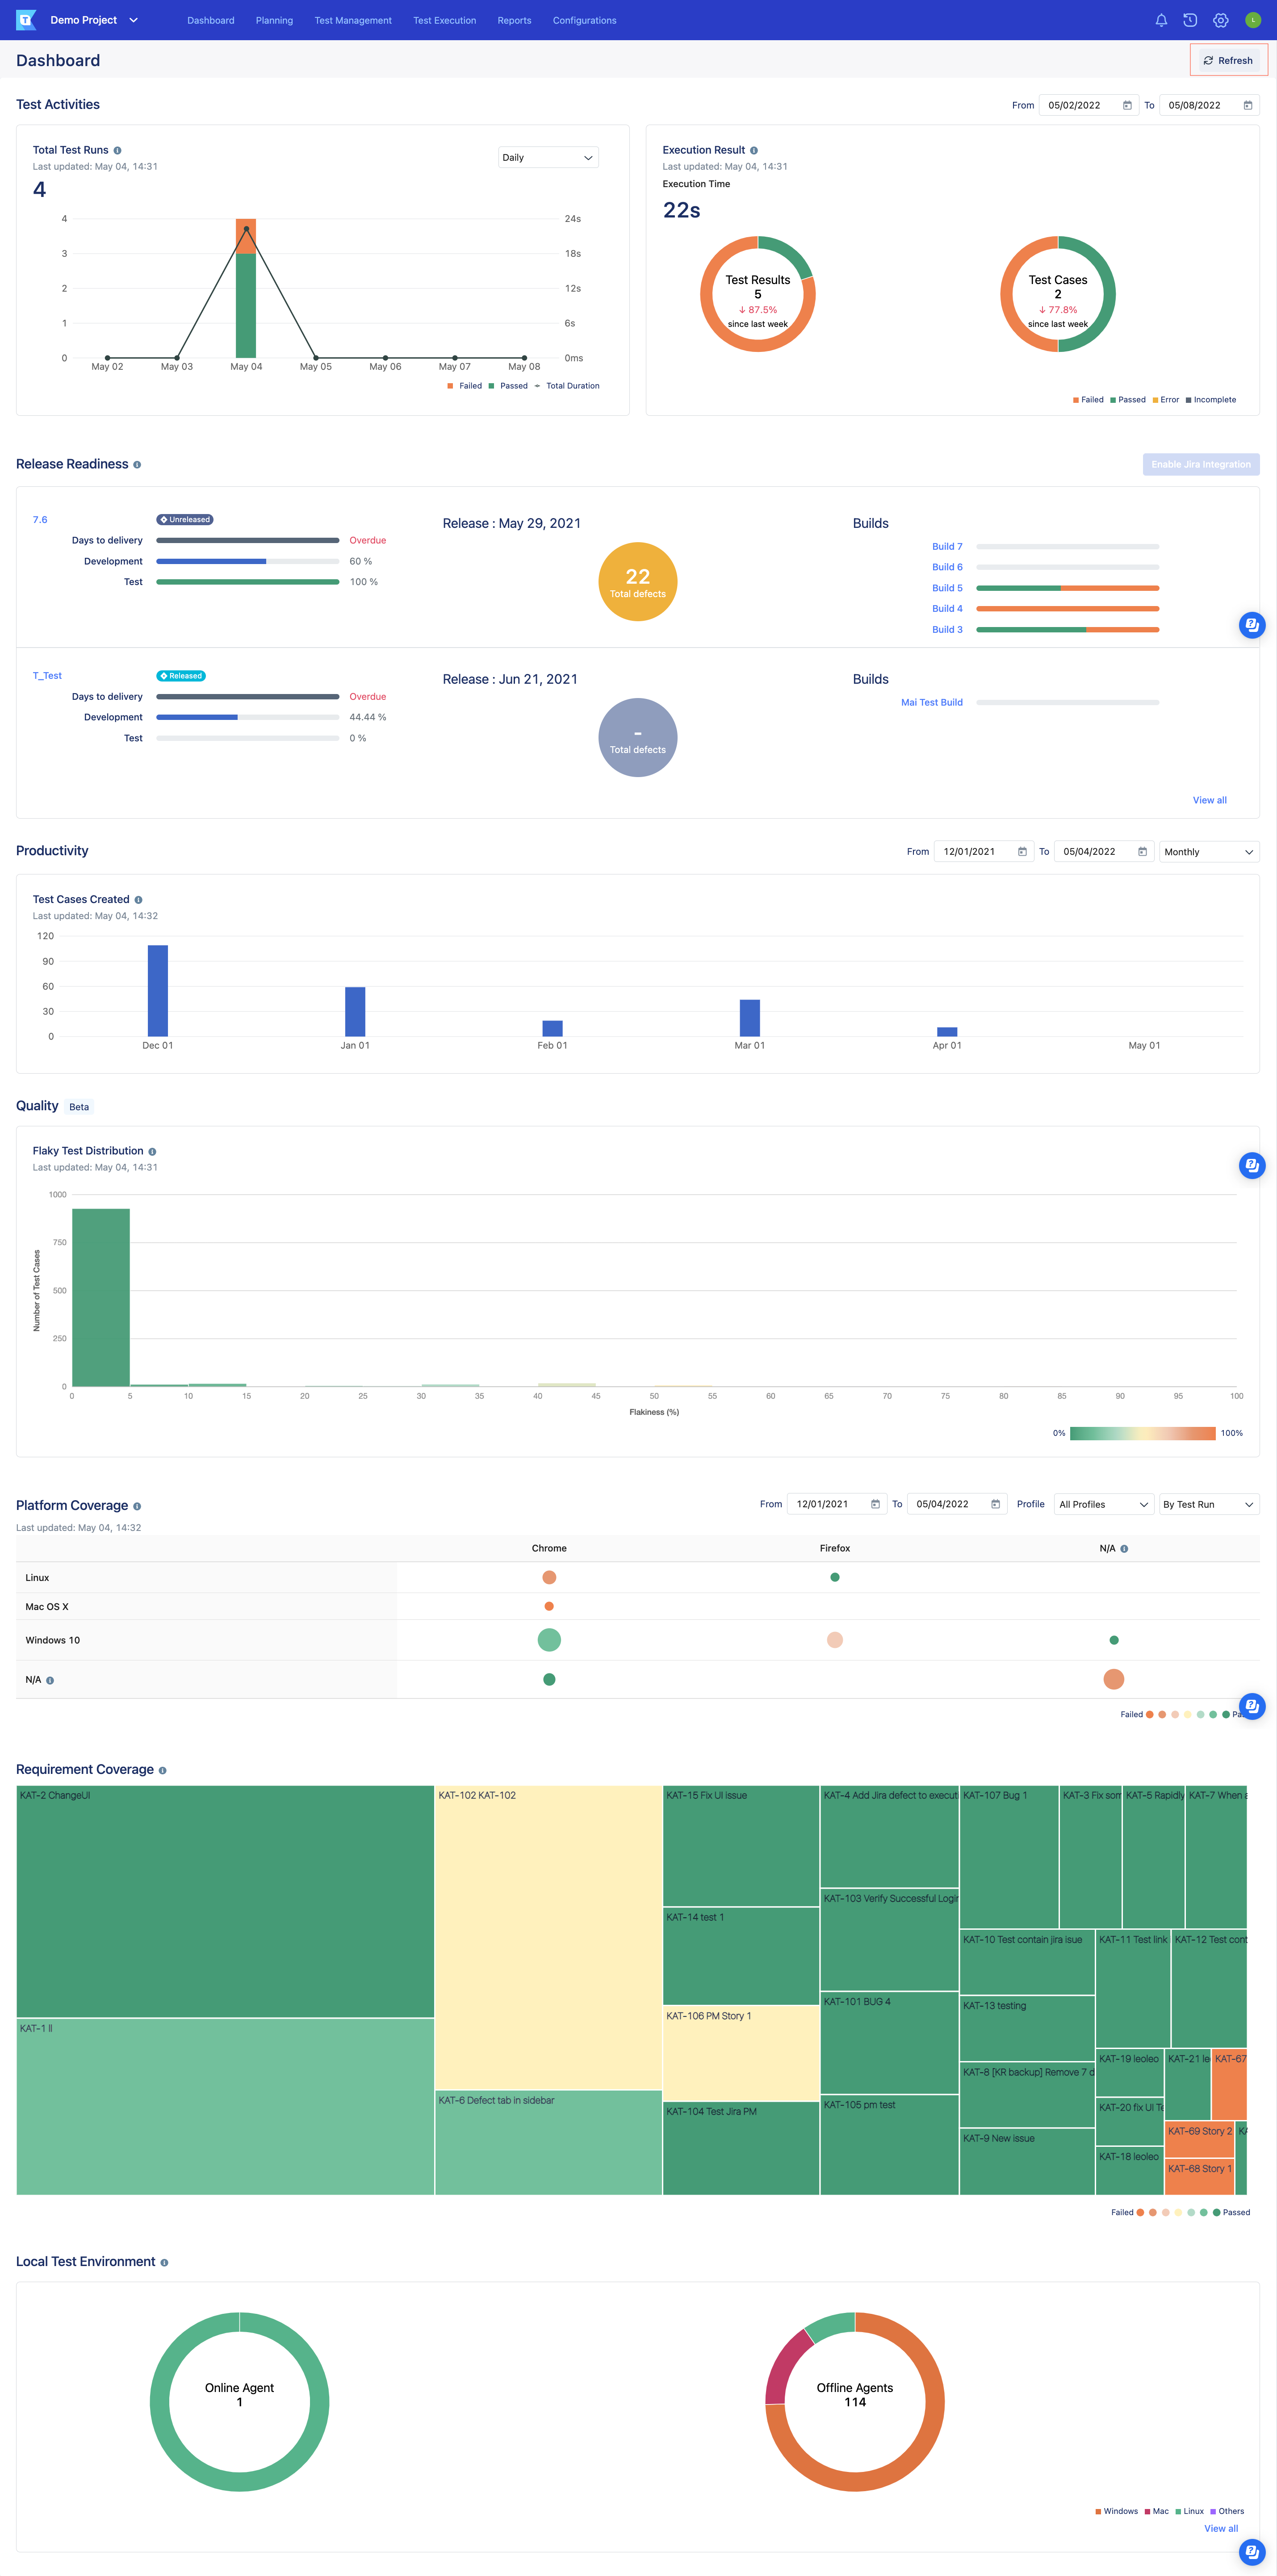 Demo Project Dashboard Planning Test Management Test Execution Reports Configurations L
Dashboard Refresh
Test Activities From 05/02/2022 To 05/08/2022
Total Test Runs Daily
Last updated: May 04, 14:31
4
4 24s
3 18s
2 12s
1 6s
0 0ms
May 02 May 03 May 04 May 05 May 06 May 07 May 08
Failed Passed Total Duration
Execution Result
Last updated: May 04, 14:31
Execution Time
22s
Test Results
5
↓ 87.5%
since last week
Test Cases
2
↓ 77.8%
since last week
Failed Passed Error Incomplete
Release Readiness Enable Jira Integration
7.6 Unreleased
Days to delivery Overdue
Development 60 %
Test 100 %
Release : May 29, 2021
22
Total defects
Builds
Build 7
Build 6
Build 5
Build 4
Build 3
T_Test Released
Days to delivery Overdue
Development 44.44 %
Test 0 %
Release : Jun 21, 2021
-
Total defects
Builds
Mai Test Build
View all
Productivity From 12/01/2021 To 05/04/2022 Monthly
Test Cases Created
Last updated: May 04, 14:32
120
90
60
30
0
Dec 01 Jan 01 Feb 01 Mar 01 Apr 01 May 01
Quality Beta
Flaky Test Distribution
Last updated: May 04, 14:31
Number of Test Cases
1000
750
500
250
0
0 5 10 15 20 25 30 35 40 45 50 55 60 65 70 75 80 85 90 95 100
Flakiness (%)
0% 100%
Platform Coverage From 12/01/2021 To 05/04/2022 Profile All Profiles By Test Run
Last updated: May 04, 14:32
Chrome Firefox N/A
Linux
Mac OS X
Windows 10
N/A
Failed Pa
Requirement Coverage
KAT-2 ChangeUI
KAT-1 ll
KAT-102 KAT-102
KAT-6 Defect tab in sidebar
KAT-15 Fix UI issue
KAT-14 test 1
KAT-106 PM Story 1
KAT-104 Test Jira PM
KAT-4 Add Jira defect to executi
KAT-103 Verify Successful Login
KAT-101 BUG 4
KAT-105 pm test
KAT-107 Bug 1
KAT-3 Fix som
KAT-5 Rapidly
KAT-7 When a
KAT-10 Test contain jira isue
KAT-13 testing
KAT-8 [KR backup] Remove 7 d
KAT-9 New issue
KAT-11 Test link
KAT-12 Test cont
KAT-19 leoleo
KAT-20 fix UI Te
KAT-18 leoleo
KAT-21 le
KAT-67
KAT-69 Story 2
KAT-68 Story 1
KA
Failed Passed
Local Test Environment
Online Agent
1
Offline Agents
114
Windows Mac Linux Others
View all